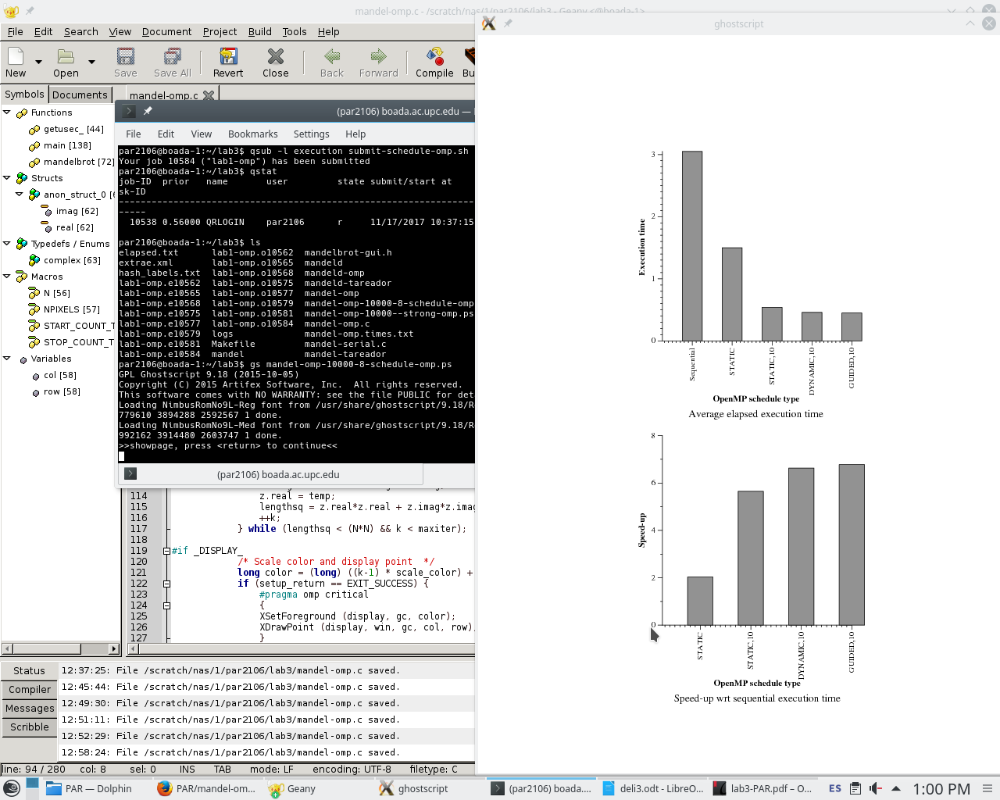 mandel-omp.c - /scratch/nas/1/par2106/lab3 - Geany <@boada-1>
File Edit Search View Document Project Build Tools Help
New Open Save Save All Revert Close Back Forward Compile
Symbols Documents
mandel-omp.c
Functions
getusec_ [44]
main [138]
mandelbrot [72]
Structs
anon_struct_0
imag [62]
real [62]
Typedefs / Enums
complex [63]
Macros
N [56]
NPIXELS [57]
START_COUNT_T
STOP_COUNT_T
Variables
col [58]
row [58]
(par2106) boada.ac.upc.edu —
File Edit View Bookmarks Settings Help
par2106@boada-1:~/lab3$ qsub -l execution submit-schedule-omp.sh
Your job 10584 ("lab1-omp") has been submitted
par2106@boada-1:~/lab3$ qstat
job-ID prior name user state submit/start at
sk-ID
----------------------------------------------------------------
-----
10538 0.56000 QRLOGIN par2106 r 11/17/2017 10:37:15
par2106@boada-1:~/lab3$ ls
elapsed.txt lab1-omp.o10562 mandelbrot-gui.h
extrae.xml lab1-omp.o10565 mandeld
hash_labels.txt lab1-omp.o10568 mandeld-omp
lab1-omp.e10562 lab1-omp.o10575 mandeld-tareador
lab1-omp.e10565 lab1-omp.o10577 mandel-omp
lab1-omp.e10568 lab1-omp.o10579 mandel-omp-10000-8-schedule-omp
lab1-omp.e10575 lab1-omp.o10581 mandel-omp-10000--strong-omp.ps
lab1-omp.e10577 lab1-omp.o10584 mandel-omp.c
lab1-omp.e10579 logs mandel-omp.times.txt
lab1-omp.e10581 Makefile mandel-serial.c
lab1-omp.e10584 mandel mandel-tareador
par2106@boada-1:~/lab3$ gs mandel-omp-10000-8-schedule-omp.ps
GPL Ghostscript 9.18 (2015-10-05)
Copyright (C) 2015 Artifex Software, Inc. All rights reserved.
This software comes with NO WARRANTY: see the file PUBLIC for det
Loading NimbusRomNo9L-Reg font from /usr/share/ghostscript/9.18/R
779610 3894288 2592567 1 done.
Loading NimbusRomNo9L-Med font from /usr/share/ghostscript/9.18/R
992162 3914480 2603747 1 done.
>>showpage, press <return> to continue<<
(par2106) boada.ac.upc.edu
114 z.real = temp;
115 lengthsq = z.real*z.real + z.imag*z.imag
116 ++k;
117 } while (lengthsq < (N*N) && k < maxiter);
118
119 #if _DISPLAY_
120 /* Scale color and display point */
121 long color = (long) ((k-1) * scale_color) +
122 if (setup_return == EXIT_SUCCESS) {
123 #pragma omp critical
124 {
125 XSetForeground (display, gc, color);
126 XDrawPoint (display, win, gc, col, row)
127 }
Status
Compiler
Messages
Scribble
12:37:25: File /scratch/nas/1/par2106/lab3/mandel-omp.c saved.
12:45:44: File /scratch/nas/1/par2106/lab3/mandel-omp.c saved.
12:49:30: File /scratch/nas/1/par2106/lab3/mandel-omp.c saved.
12:51:11: File /scratch/nas/1/par2106/lab3/mandel-omp.c saved.
12:52:29: File /scratch/nas/1/par2106/lab3/mandel-omp.c saved.
12:58:24: File /scratch/nas/1/par2106/lab3/mandel-omp.c saved.
line: 94 / 280 col: 8 sel: 0 INS TAB mode: LF encoding: UTF-8 filetype: C
ghostscript
3
2
1
0
Execution time
Sequential
STATIC
STATIC,10
DYNAMIC,10
GUIDED,10
OpenMP schedule type
Average elapsed execution time
8
6
4
2
0
Speed-up
STATIC
STATIC,10
DYNAMIC,10
GUIDED,10
OpenMP schedule type
Speed-up wrt sequential execution time
PAR — Dolphin
PAR/mandel-om...
Geany
ghostscript
(par2106) boada....
deli3.odt - LibreO...
lab3-PAR.pdf – O...
ES
1:00 PM